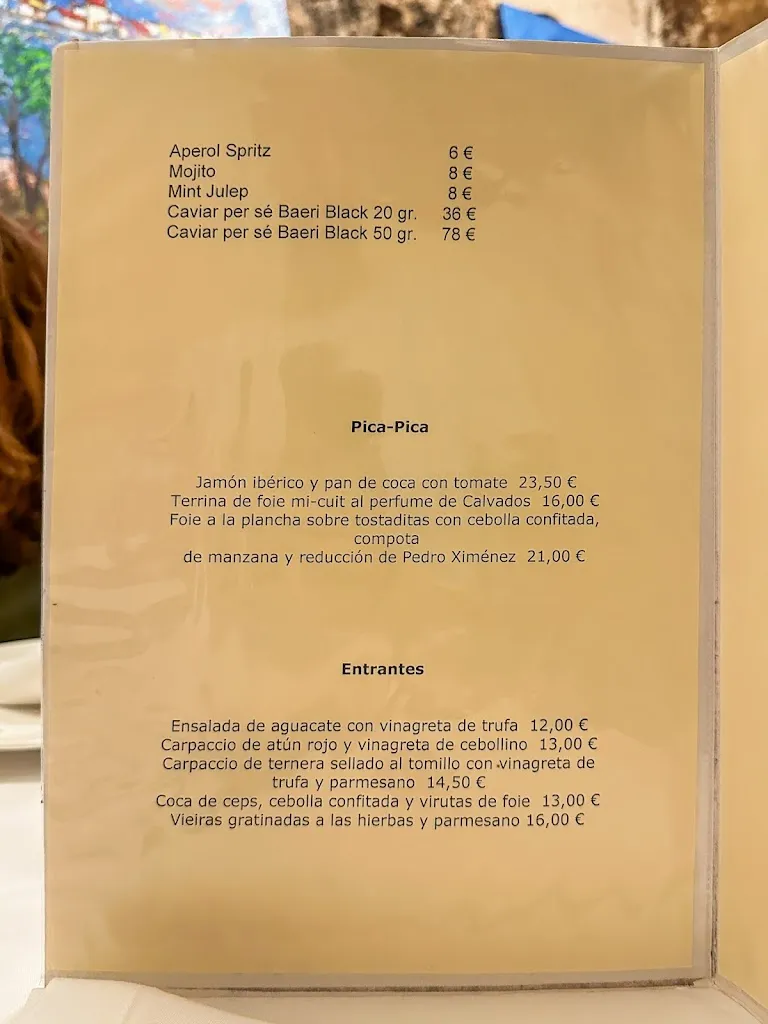 Aperol Spritz 6 €
Mojito 8 €
Mint Julep 8 €
Caviar per sé Baeri Black 20 gr. 36 €
Caviar per sé Baeri Black 50 gr. 78 €
Pica-Pica
Jamón ibérico y pan de coca con tomate 23,50 €
Terrina de foie mi-cuit al perfume de Calvados 16,00 €
Foie a la plancha sobre tostaditas con cebolla confitada,
compota
de manzana y reducción de Pedro Ximénez 21,00 €
Entrantes
Ensalada de aguacate con vinagreta de trufa 12,00 €
Carpaccio de atún rojo y vinagreta de cebollino 13,00 €
Carpaccio de ternera sellado al tomillo con vinagreta de
trufa y parmesano 14,50 €
Coca de ceps, cebolla confitada y virutas de foie 13,00 €
Vieiras gratinadas a las hierbas y parmesano 16,00 €